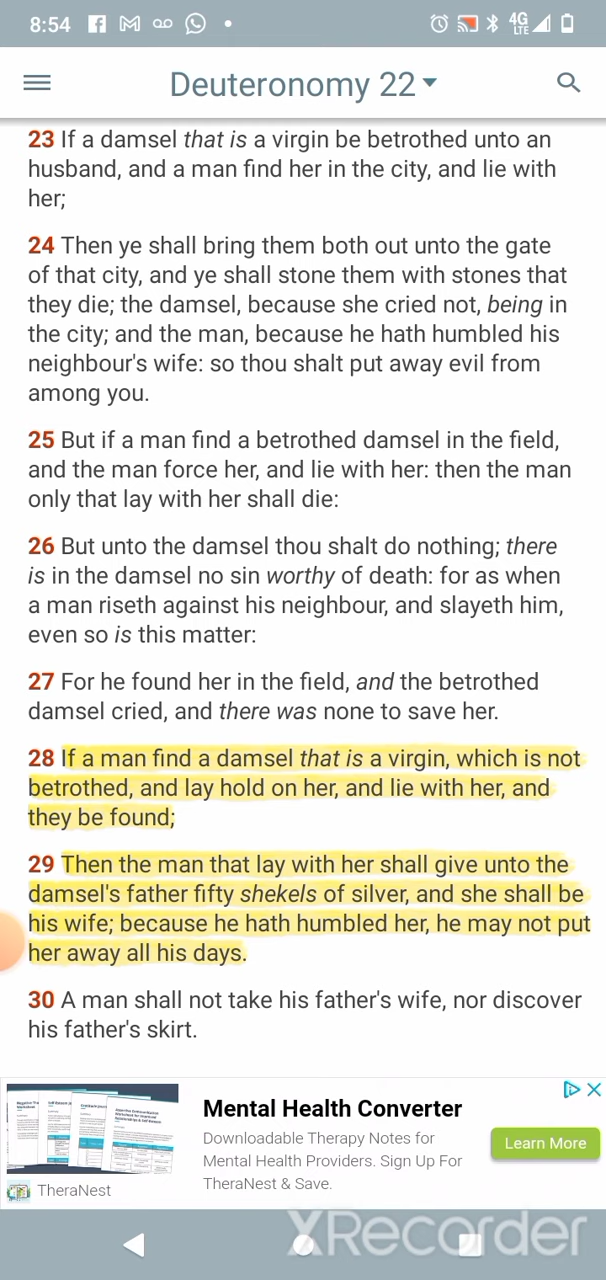 8:54
4G
LTE
Deuteronomy 22
23 If a damsel that is a virgin be betrothed unto an
husband, and a man find her in the city, and lie with
her;
24 Then ye shall bring them both out unto the gate
of that city, and ye shall stone them with stones that
they die; the damsel, because she cried not, being in
the city; and the man, because he hath humbled his
neighbour's wife: so thou shalt put away evil from
among you.
25 But if a man find a betrothed damsel in the field,
and the man force her, and lie with her: then the man
only that lay with her shall die:
26 But unto the damsel thou shalt do nothing; there
is in the damsel no sin worthy of death: for as when
a man riseth against his neighbour, and slayeth him,
even so is this matter:
27 For he found her in the field, and the betrothed
damsel cried, and there was none to save her.
28 If a man find a damsel that is a virgin, which is not
betrothed, and lay hold on her, and lie with her, and
they be found;
29 Then the man that lay with her shall give unto the
damsel's father fifty shekels of silver, and she shall be
his wife; because he hath humbled her, he may not put
her away all his days.
30 A man shall not take his father's wife, nor discover
his father's skirt.
Mental Health Converter
Downloadable Therapy Notes for
Mental Health Providers. Sign Up For
TheraNest & Save.
Learn More
TheraNest
XRecorder